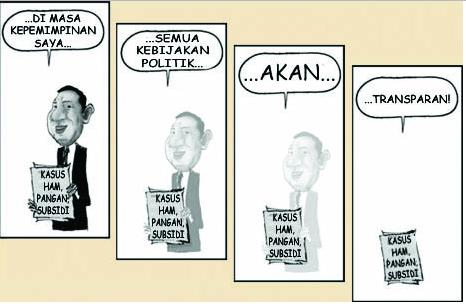 ...DI MASA
KEPEMIMPINAN
SAYA...
KASUS
HAM,
PANGAN,
SUBSIDI
...SEMUA
KEBIJAKAN
POLITIK...
KASUS
HAM,
PANGAN,
SUBSIDI
...AKAN...
KASUS
HAM,
PANGAN,
SUBSIDI
...TRANSPARAN!
KASUS
HAM,
PANGAN,
SUBSIDI